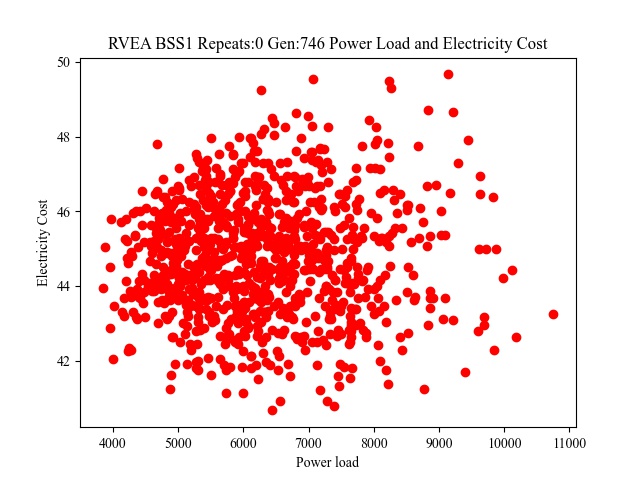 RVEA BSS1 Repeats:0 Gen:746 Power Load and Electricity Cost
50
48
46
44
42
Electricity Cost
4000 5000 6000 7000 8000 9000 10000 11000
Power load